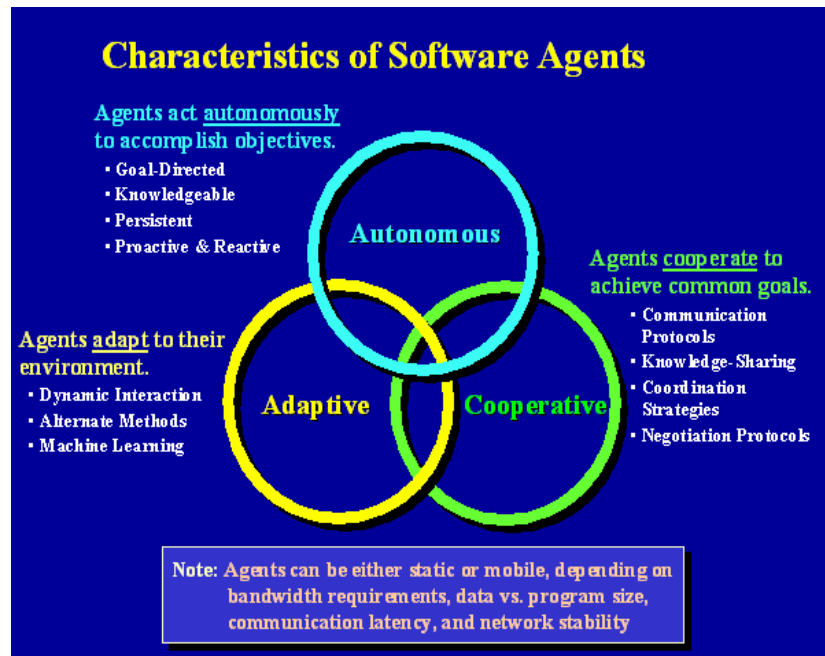 Characteristics of Software Agents
Agents act autonomously
to accomplish objectives.
• Goal-Directed
• Knowledgeable
• Persistent
• Proactive & Reactive
Autonomous
Agents cooperate to
achieve common goals.
• Communication
Protocols
• Knowledge-Sharing
• Coordination
Strategies
• Negotiation Protocols
Agents adapt to their
environment.
• Dynamic Interaction
• Alternate Methods
• Machine Learning
Adaptive
Cooperative
Note: Agents can be either static or mobile, depending on
bandwidth requirements, data vs. program size,
communication latency, and network stability